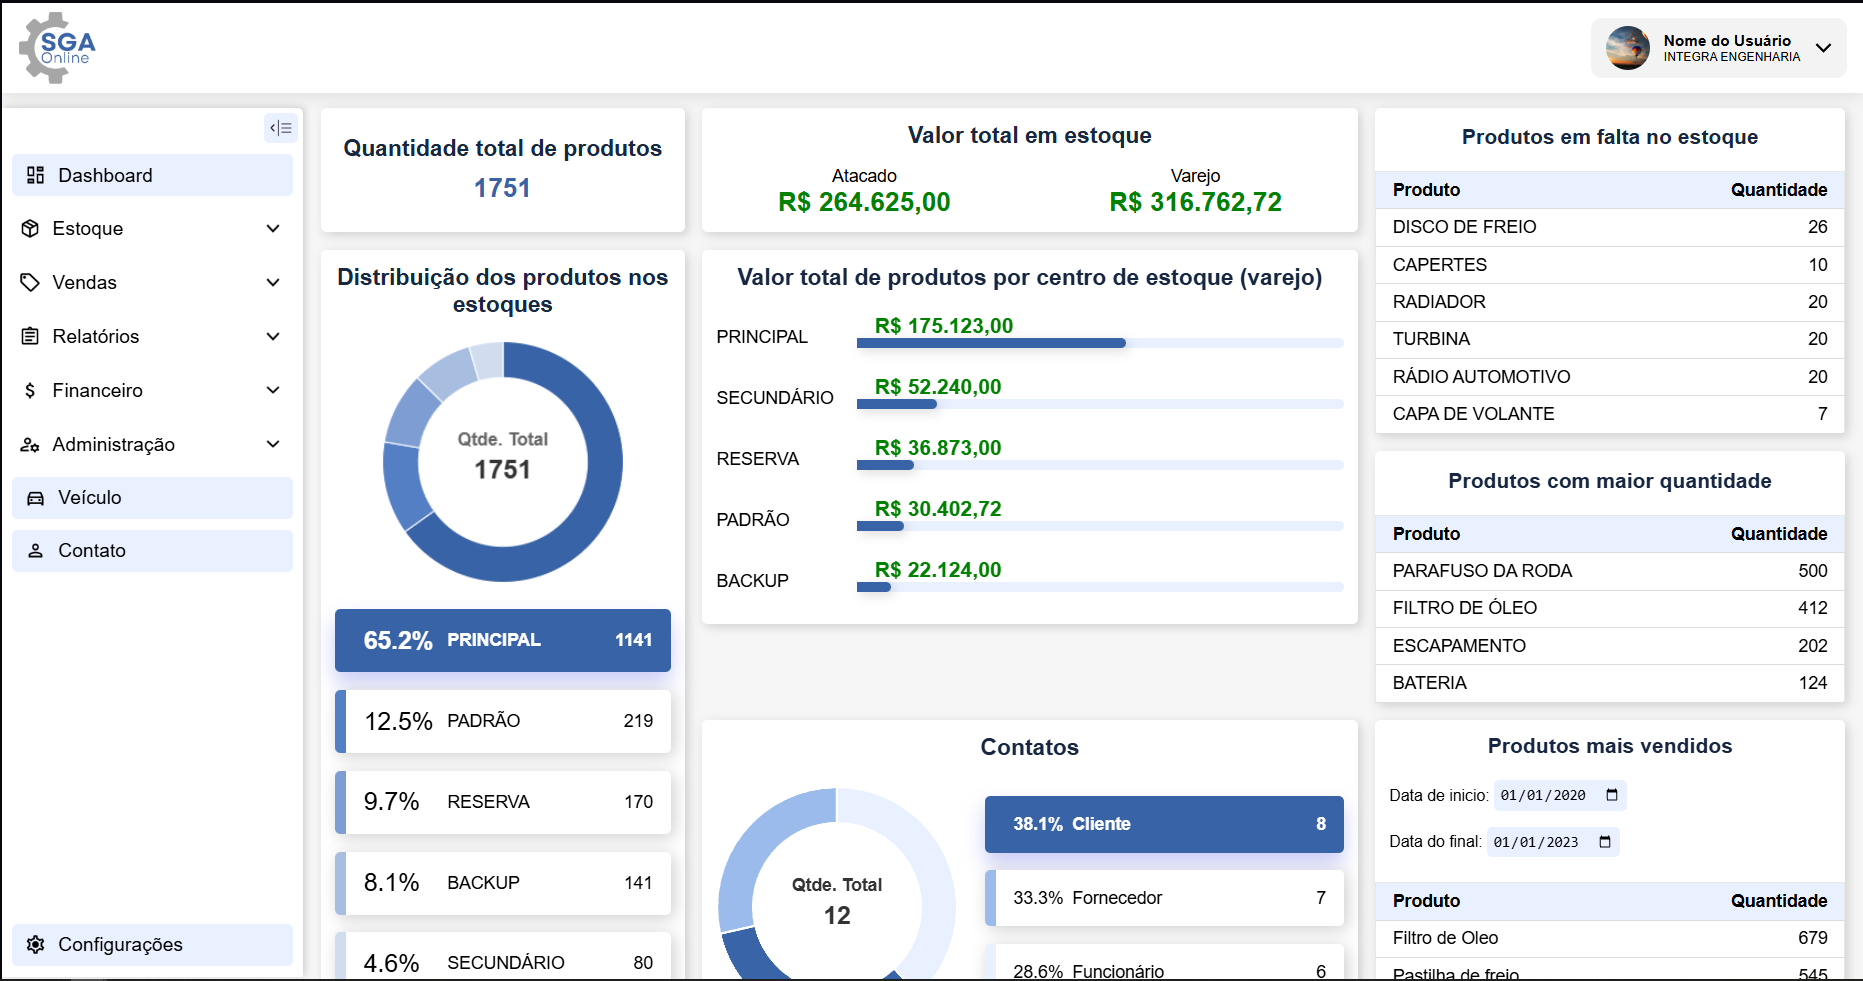 SGA
Online
Nome do Usuário
INTEGRA ENGENHARIA
Dashboard
Estoque
Vendas
Relatórios
Financeiro
Administração
Veículo
Contato
Configurações
Quantidade total de produtos
1751
Distribuição dos produtos nos
estoques
Qtde. Total
1751
65.2% PRINCIPAL 1141
12.5% PADRÃO 219
9.7% RESERVA 170
8.1% BACKUP 141
4.6% SECUNDÁRIO 80
Valor total em estoque
Atacado Varejo
R$ 264.625,00 R$ 316.762,72
Valor total de produtos por centro de estoque (varejo)
PRINCIPAL R$ 175.123,00
SECUNDÁRIO R$ 52.240,00
RESERVA R$ 36.873,00
PADRÃO R$ 30.402,72
BACKUP R$ 22.124,00
Contatos
Qtde. Total
12
38.1% Cliente 8
33.3% Fornecedor 7
28.6% Funcionário 6
Produtos em falta no estoque
Produto Quantidade
DISCO DE FREIO 26
CAPERTES 10
RADIADOR 20
TURBINA 20
RÁDIO AUTOMOTIVO 20
CAPA DE VOLANTE 7
Produtos com maior quantidade
Produto Quantidade
PARAFUSO DA RODA 500
FILTRO DE ÓLEO 412
ESCAPAMENTO 202
BATERIA 124
Produtos mais vendidos
Data de inicio: 01/01/2020
Data do final: 01/01/2023
Produto Quantidade
Filtro de Oleo 679
Pastilha de freio 545